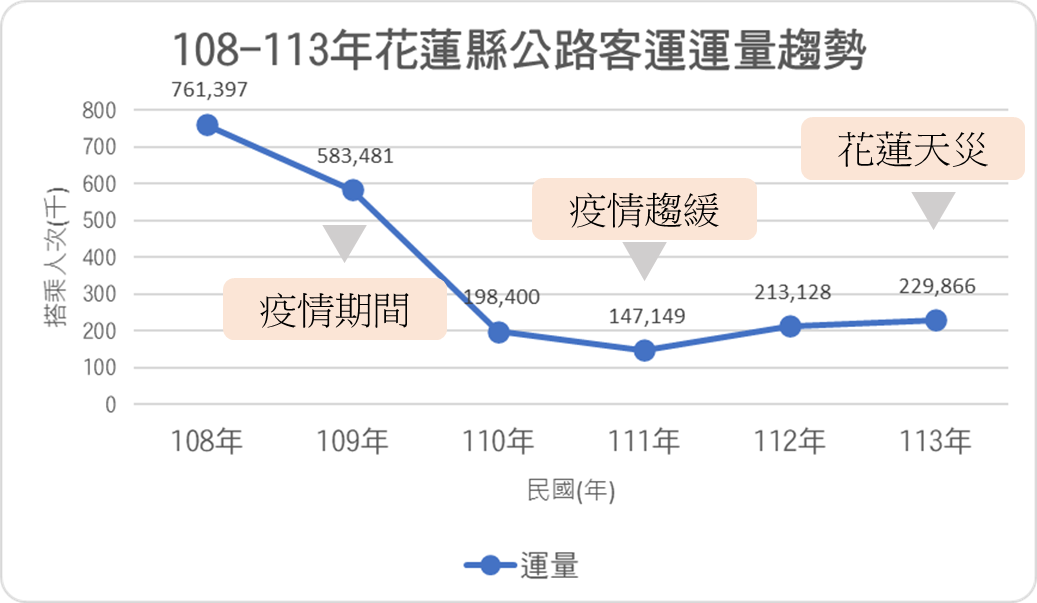 108-113年花蓮縣公路客運運量趨勢
761,397
800
700
600
500
400
300
200
100
0
搭乘人次(千)
583,481
198,400
147,149
213,128
229,866
疫情期間
疫情趨緩
花蓮天災
108年
109年
110年
111年
112年
113年
民國(年)
運量